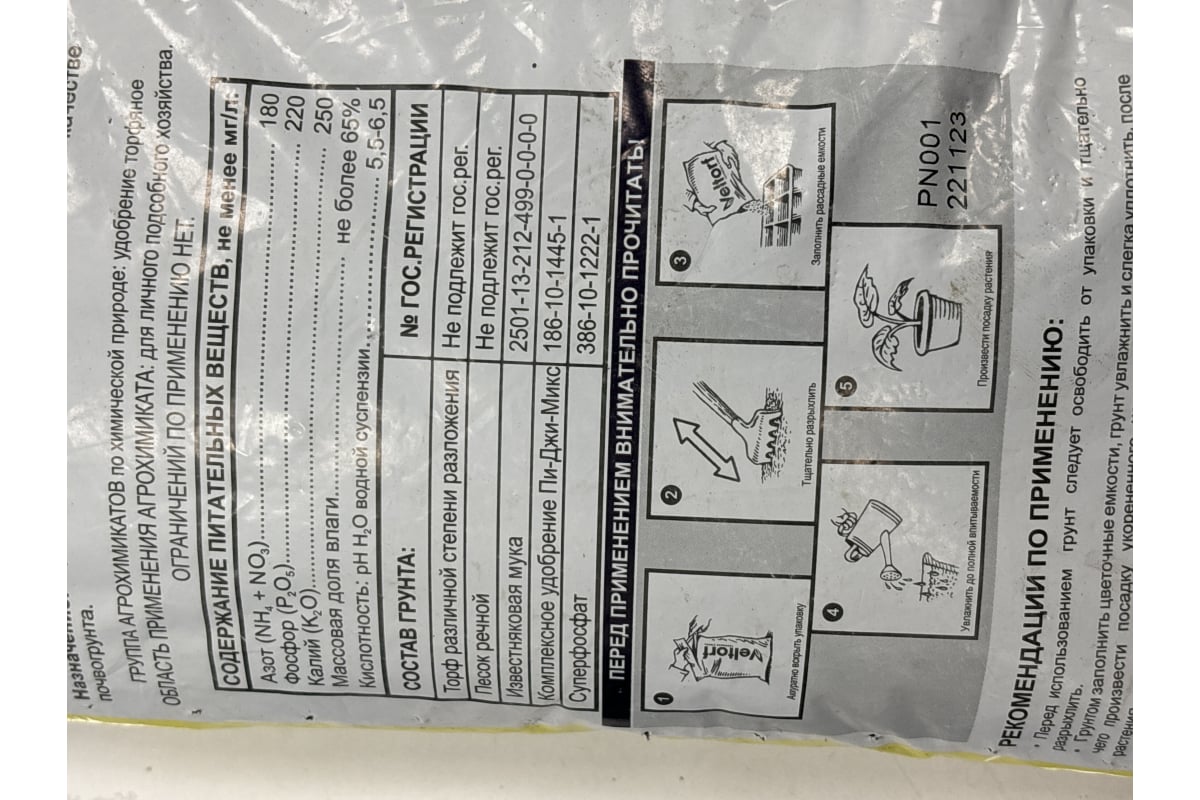 качестве
Назначение:
почвогрунта.
ГРУППА АГРОХИМИКАТОВ по химической природе: удобрение торфяное
ОБЛАСТЬ ПРИМЕНЕНИЯ АГРОХИМИКАТА: для личного подсобного хозяйства,
ОГРАНИЧЕНИЙ ПО ПРИМЕНЕНИЮ НЕТ.
СОДЕРЖАНИЕ ПИТАТЕЛЬНЫХ ВЕЩЕСТВ, не менее мг/л:
Азот (NH₄ + NO₃) 180
Фосфор (P₂O₅) 220
Калий (K₂O) 250
Массовая доля влаги не более 65%
Кислотность: pH H₂O водной суспензии 5,5-6,5
СОСТАВ ГРУНТА: № ГОС.РЕГИСТРАЦИИ
Торф различной степени разложения Не подлежит гос.рег.
Песок речной Не подлежит гос.рег.
Известняковая мука 2501-13-212-499-0-0-0-0
Комплексное удобрение Пи-Джи-Микс 186-10-1445-1
Суперфосфат 386-10-1222-1
ПЕРЕД ПРИМЕНЕНИЕМ ВНИМАТЕЛЬНО ПРОЧИТАТЬ!
1
Veltorf
Аккуратно вскрыть упаковку
2
Тщательно разрыхлить
3
Veltorf
Заполнить рассадные емкости
4
Увлажнить до полной впитываемости
5
Произвести посадку растения
PN001
221123
РЕКОМЕНДАЦИИ ПО ПРИМЕНЕНИЮ:
* Перед использованием грунт следует освободить от упаковки и тщательно
разрыхлить.
* Грунтом заполнить цветочные емкости, грунт увлажнить и слегка уплотнить, после
чего произвести посадку укорененного
растения